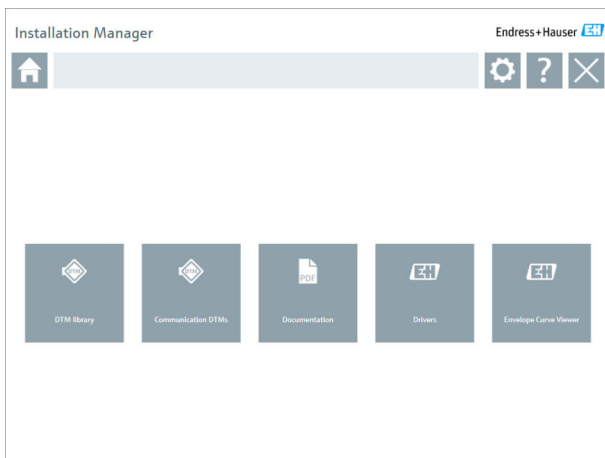 Installation Manager
Endress+Hauser EH
?
DTM
DTM library
DTM
Communication DTMs
PDF
Documentation
EH
Drivers
EH
Envelope Curve Viewer